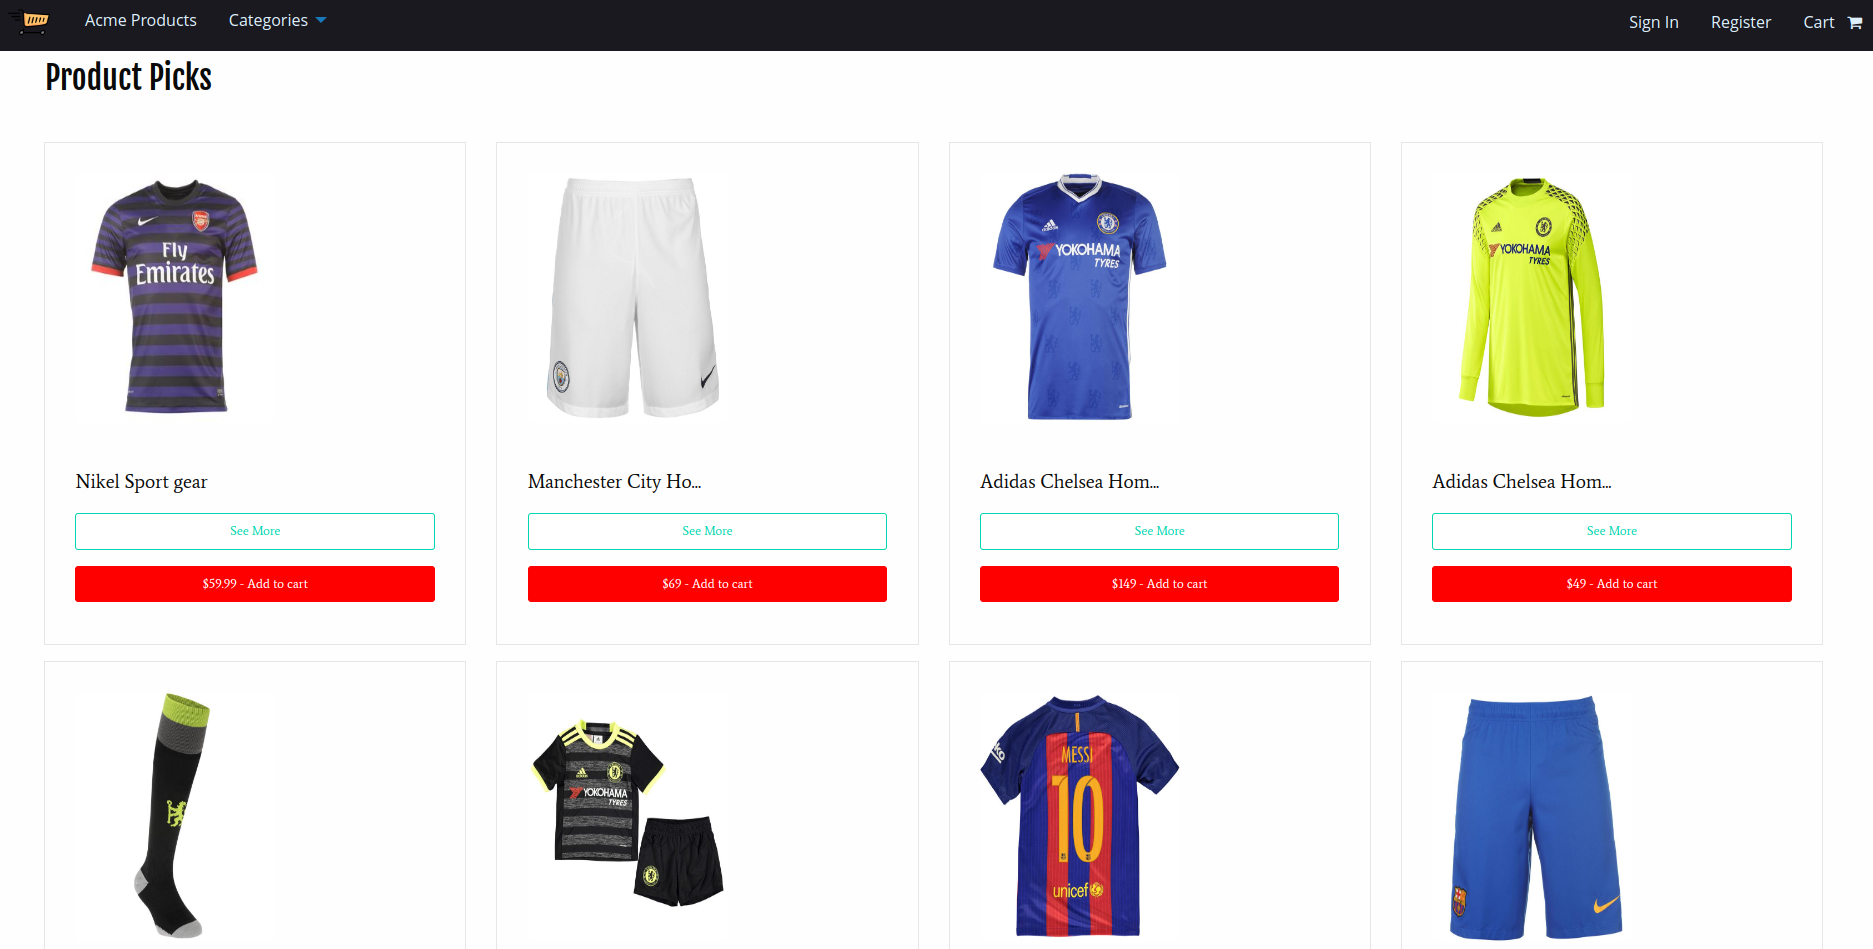 Acme Products
Categories
Sign In
Register
Cart
Product Picks
Fly
Emirates
YOKOHAMA
TYRES
YOKOHAMA
TYRES
Nikel Sport gear
Manchester City Ho...
Adidas Chelsea Hom...
Adidas Chelsea Hom...
See More
See More
See More
See More
$59.99 - Add to cart
$69 - Add to cart
$149 - Add to cart
$49 - Add to cart
YOKOHAMA
TYRES
MESSI
10
unicef